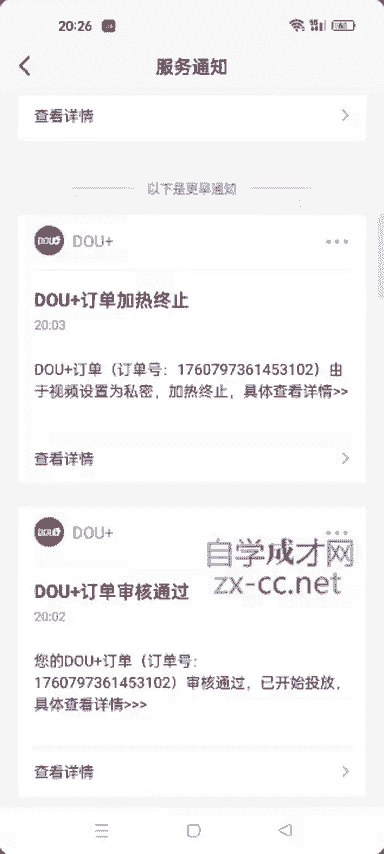 20:26
服务通知
查看详情
以下是更早通知
DOU+ DOU+
DOU+订单加热终止
20:03
DOU+订单（订单号：1760797361453102）由
于视频设置为私密，加热终止，具体查看详情>>
查看详情
DOU+ DOU+
自学成才网
zx-cc.net
DOU+订单审核通过
20:02
您的DOU+订单（订单号：
1760797361453102）审核通过，已开始投放，
具体查看详情>>>
查看详情